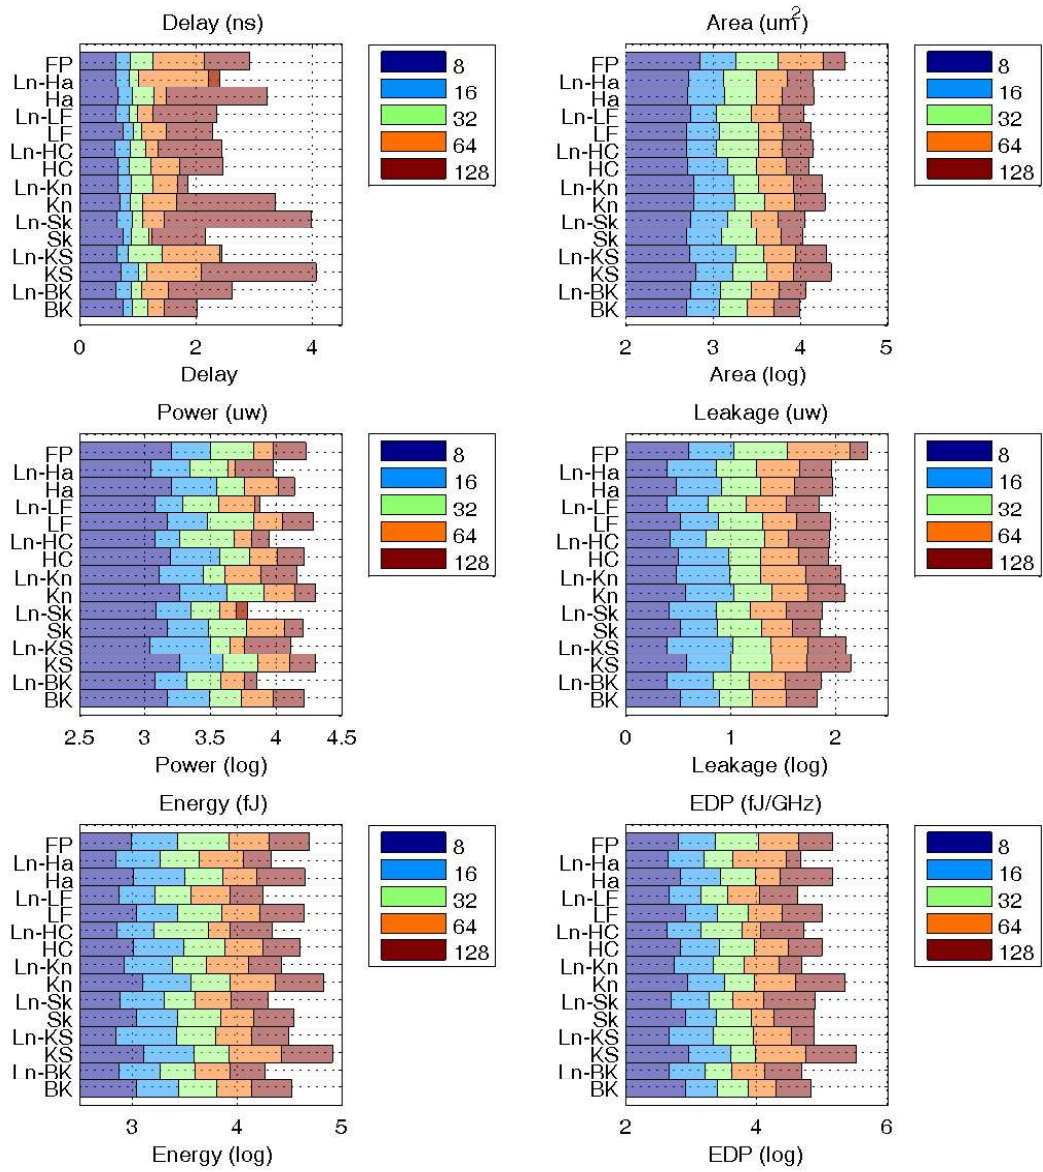 Delay (ns)
FP
Ln-Ha
Ha
Ln-LF
LF
Ln-HC
HC
Ln-Kn
Kn
Ln-Sk
Sk
Ln-KS
KS
Ln-BK
BK
0 2 4
Delay
8
16
32
64
128
Area (um2)
FP
Ln-Ha
Ha
Ln-LF
LF
Ln-HC
HC
Ln-Kn
Kn
Ln-Sk
Sk
Ln-KS
KS
Ln-BK
BK
2 3 4 5
Area (log)
8
16
32
64
128
Power (uw)
FP
Ln-Ha
Ha
Ln-LF
LF
Ln-HC
HC
Ln-Kn
Kn
Ln-Sk
Sk
Ln-KS
KS
Ln-BK
BK
2.5 3 3.5 4 4.5
Power (log)
8
16
32
64
128
Leakage (uw)
FP
Ln-Ha
Ha
Ln-LF
LF
Ln-HC
HC
Ln-Kn
Kn
Ln-Sk
Sk
Ln-KS
KS
Ln-BK
BK
0 1 2
Leakage (log)
8
16
32
64
128
Energy (fJ)
FP
Ln-Ha
Ha
Ln-LF
LF
Ln-HC
HC
Ln-Kn
Kn
Ln-Sk
Sk
Ln-KS
KS
Ln-BK
BK
3 4 5
Energy (log)
8
16
32
64
128
EDP (fJ/GHz)
FP
Ln-Ha
Ha
Ln-LF
LF
Ln-HC
HC
Ln-Kn
Kn
Ln-Sk
Sk
Ln-KS
KS
Ln-BK
BK
2 4 6
EDP (log)
8
16
32
64
128